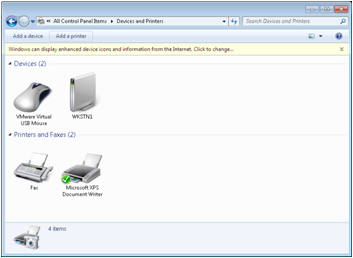 All Control Panel Items ▸ Devices and Printers
Search Devices and Printers
Add a device Add a printer
Windows can display enhanced device icons and information from the Internet. Click to change...
Devices (2)
VMware Virtual USB Mouse
WKSTN1
Printers and Faxes (2)
Fax
Microsoft XPS Document Writer
4 items